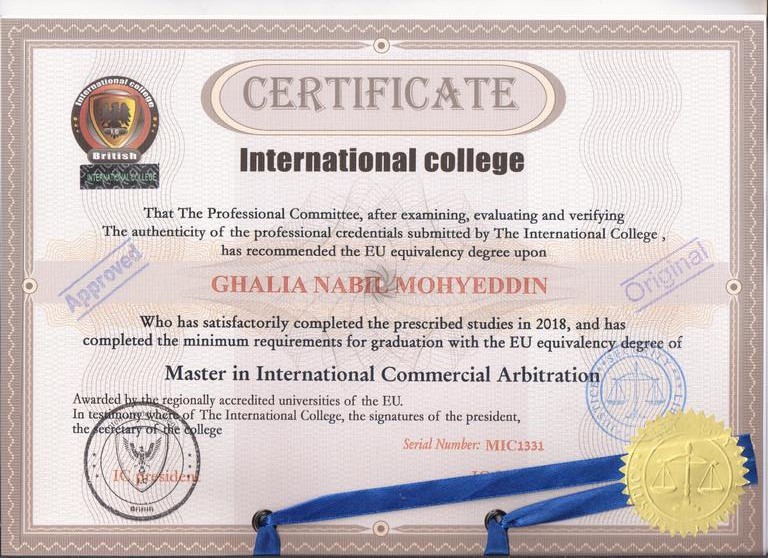 CERTIFICATE
International college
IC
British
INTERNATIONAL COLLEGE
International college
That The Professional Committee, after examining, evaluating and verifying
The authenticity of the professional credentials submitted by The International College ,
has recommended the EU equivalency degree upon
Approved
Original
GHALIA NABIL MOHYEDDIN
Who has satisfactorily completed the prescribed studies in 2018, and has
completed the minimum requirements for graduation with the EU equivalency degree of
Master in International Commercial Arbitration
Awarded by the regionally accredited universities of the EU.
In testimony where of The International College, the signatures of the president,
the secretary of the college
Serial Number: MIC1331
IC president
British